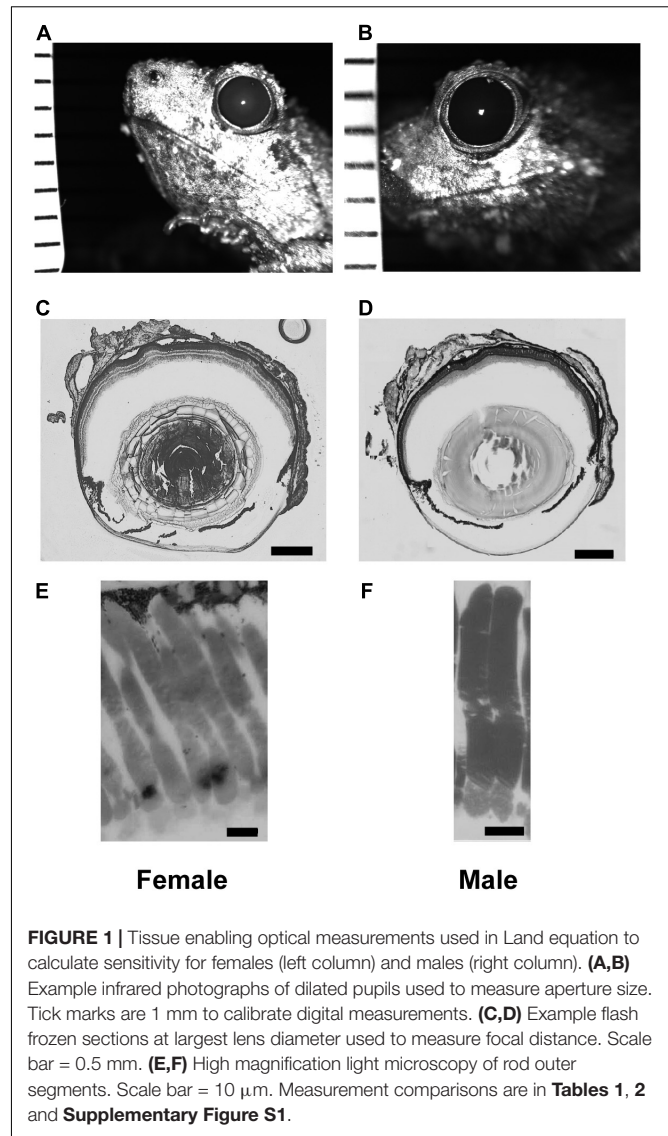 A
B
C
D
E
F
Female
Male
FIGURE 1 | Tissue enabling optical measurements used in Land equation to
calculate sensitivity for females (left column) and males (right column). (A,B)
Example infrared photographs of dilated pupils used to measure aperture size.
Tick marks are 1 mm to calibrate digital measurements. (C,D) Example flash
frozen sections at largest lens diameter used to measure focal distance. Scale
bar = 0.5 mm. (E,F) High magnification light microscopy of rod outer
segments. Scale bar = 10 μm. Measurement comparisons are in Tables 1, 2
and Supplementary Figure S1.